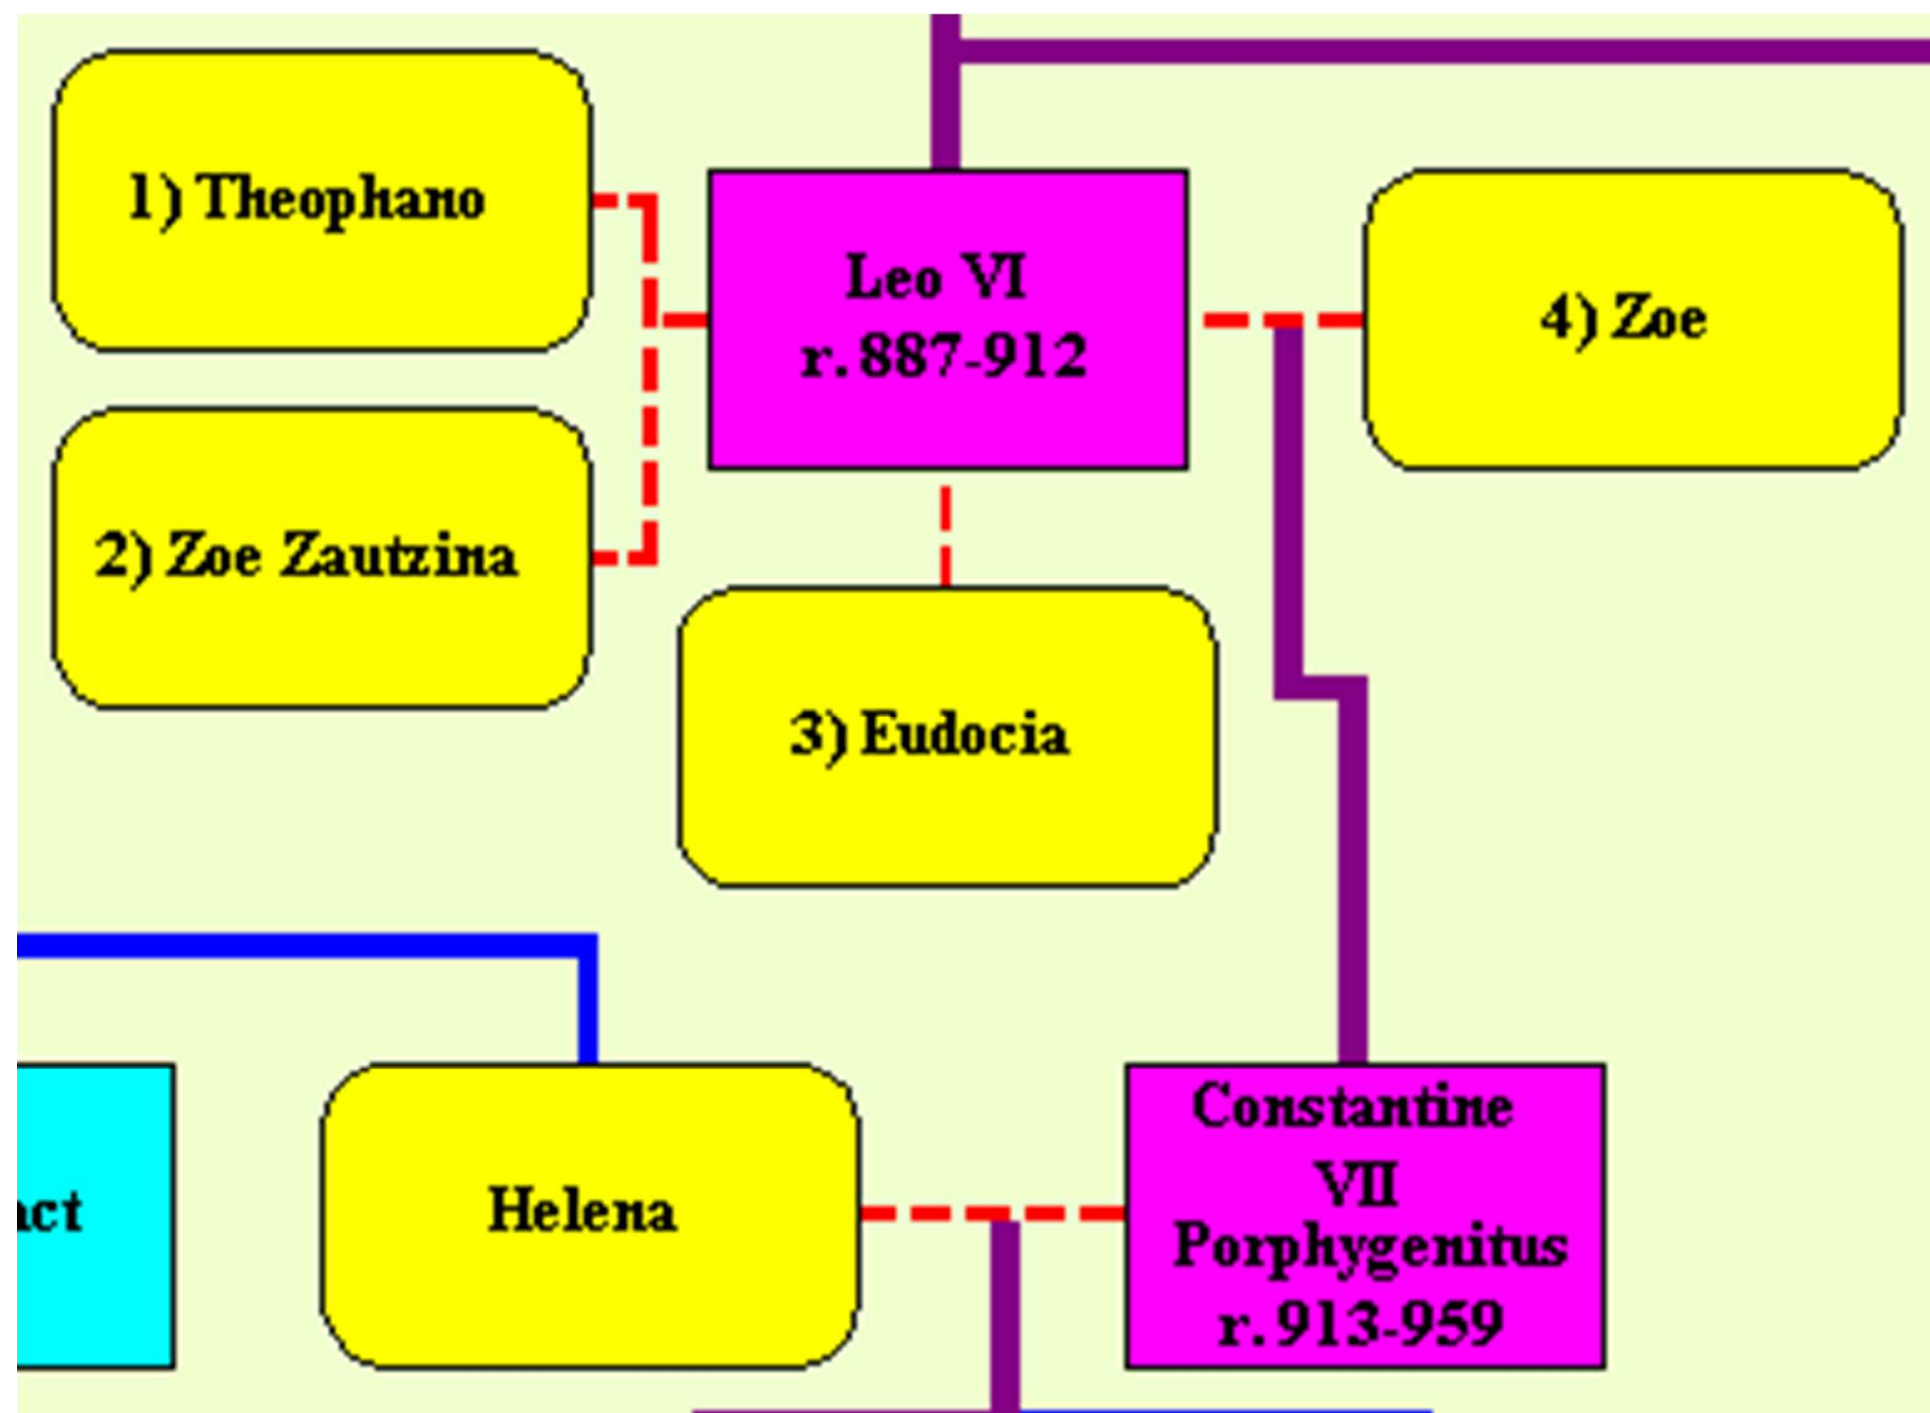 1) Theophano
Leo VI
r. 887-912
4) Zoe
2) Zoe Zautzina
3) Eudocia
Helena
Constantine
VII
Porphygenitus
r. 913-959